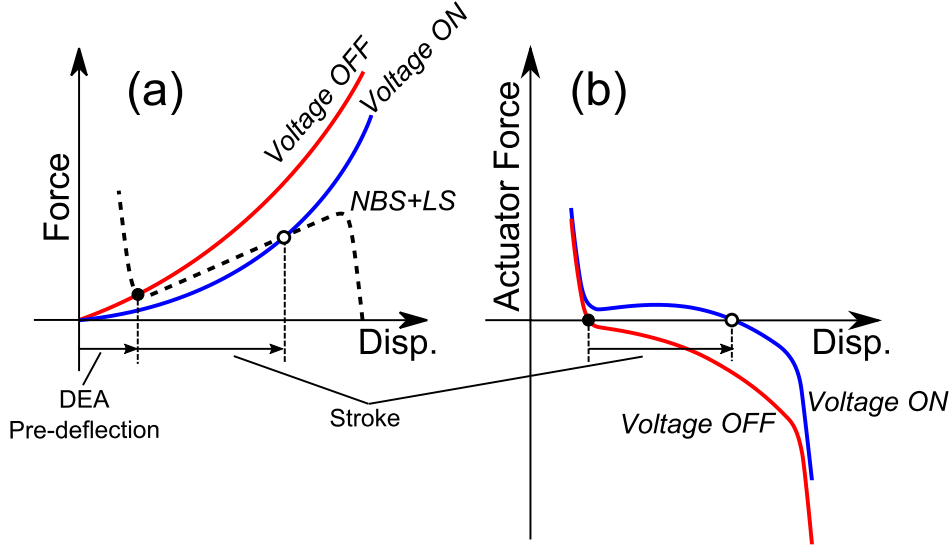 (a)
Voltage OFF
Voltage ON
Force
NBS+LS
Disp.
DEA
Pre-deflection
Stroke
(b)
Actuator Force
Disp.
Voltage ON
Voltage OFF